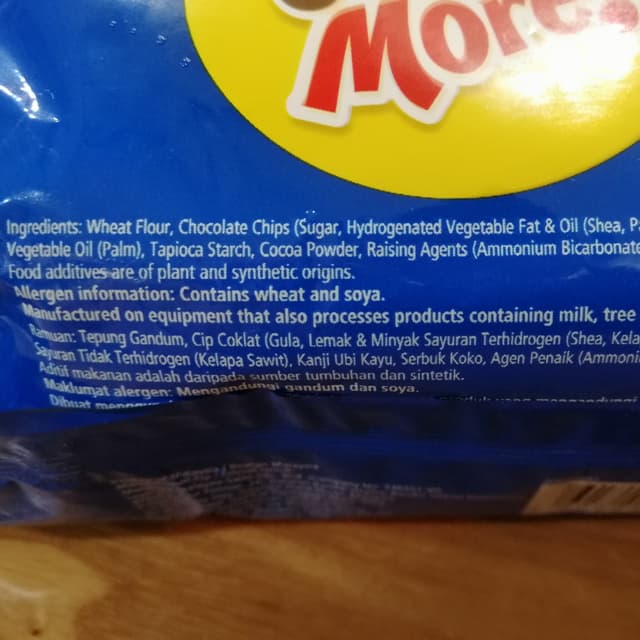 More
Ingredients: Wheat Flour, Chocolate Chips (Sugar, Hydrogenated Vegetable Fat & Oil (Shea,
Vegetable Oil (Palm), Tapioca Starch, Cocoa Powder, Raising Agents (Ammonium Bicarbonate
Food additives are of plant and synthetic origins.
Allergen information: Contains wheat and soya.
Manufactured on equipment that also processes products containing milk, tree
Ramuan: Tepung Gandum, Cip Coklat (Gula, Lemak & Minyak Sayuran Terhidrogen (Shea, Kela
Sayuran Tidak Terhidrogen (Kelapa Sawit), Kanji Ubi Kayu, Serbuk Koko, Agen Penaik (Ammoni
Aditif makanan adalah daripada sumber tumbuhan dan sintetik.
Maklumat alergen: Mengandungi gandum dan soya.
Dibuat